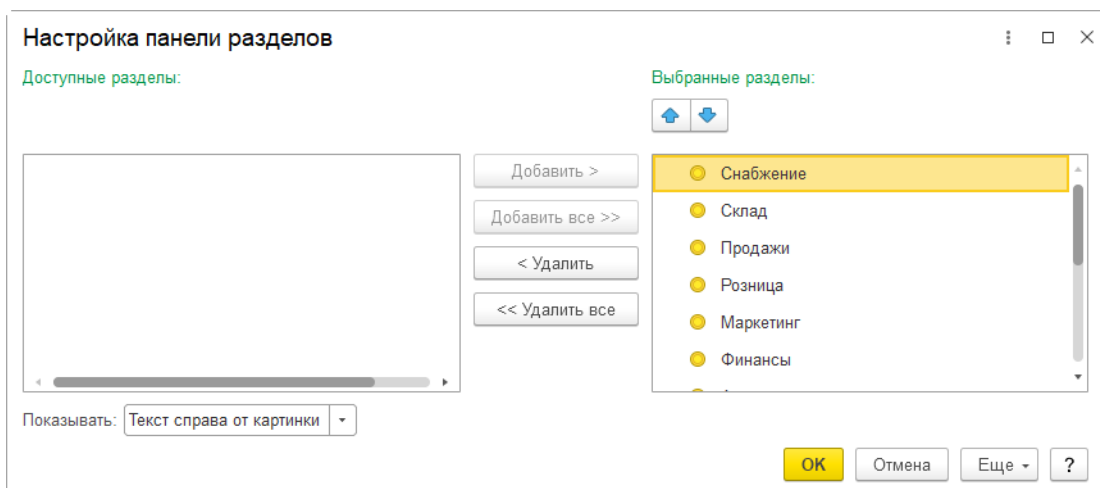 Настройка панели разделов
Доступные разделы:
Выбранные разделы:
Добавить >
Добавить все >>
< Удалить
<< Удалить все
Снабжение
Склад
Продажи
Розница
Маркетинг
Финансы
Показывать: Текст справа от картинки
OK
Отмена
Еще
?